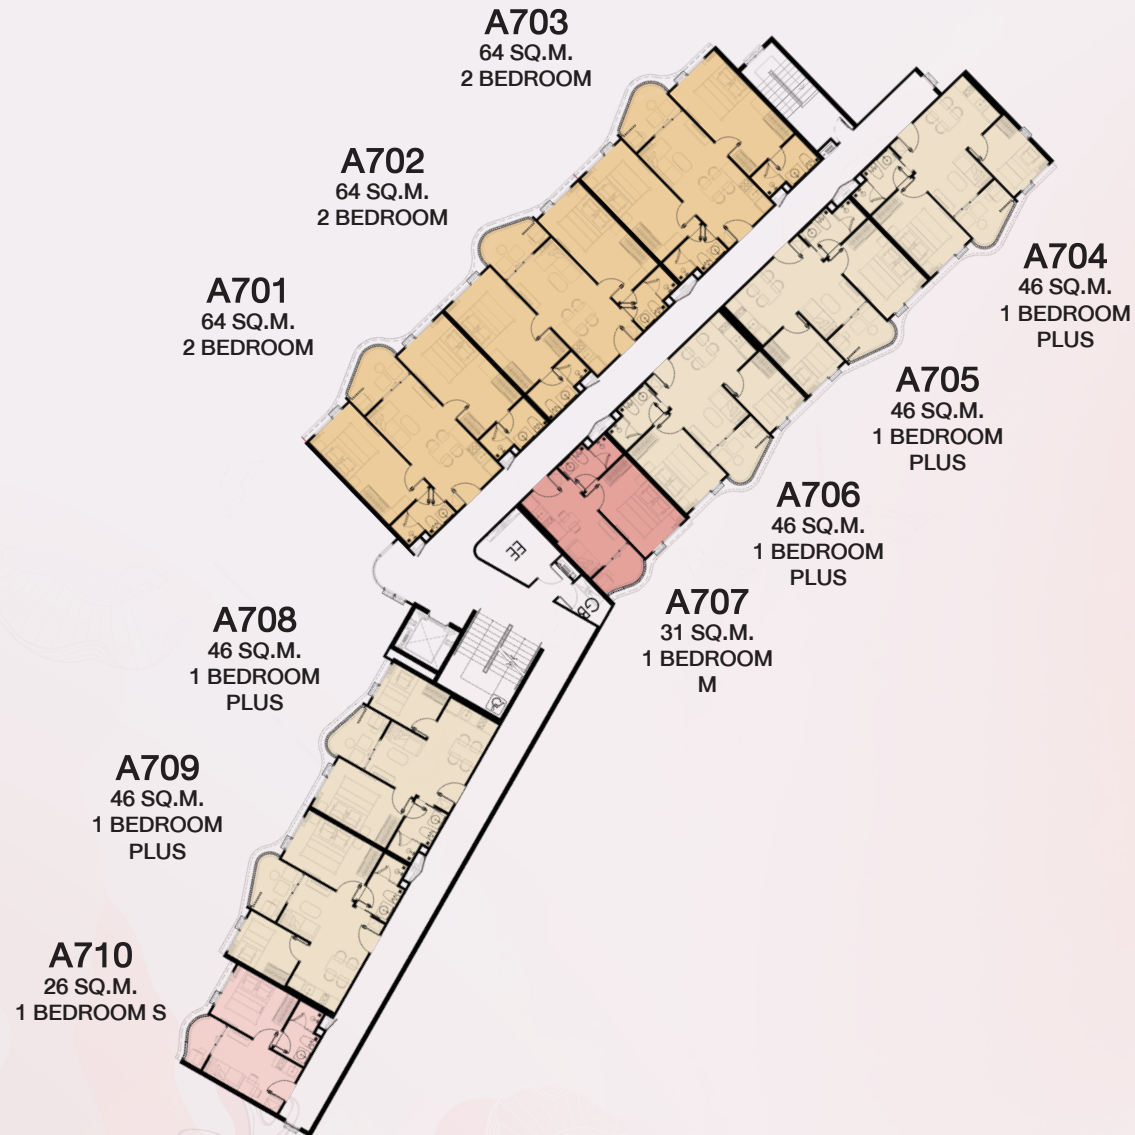 A703
64 SQ.M.
2 BEDROOM
A702
64 SQ.M.
2 BEDROOM
A701
64 SQ.M.
2 BEDROOM
A704
46 SQ.M.
1 BEDROOM
PLUS
A705
46 SQ.M.
1 BEDROOM
PLUS
A706
46 SQ.M.
1 BEDROOM
PLUS
EE
GB
A707
31 SQ.M.
1 BEDROOM
M
A708
46 SQ.M.
1 BEDROOM
PLUS
A709
46 SQ.M.
1 BEDROOM
PLUS
A710
26 SQ.M.
1 BEDROOM S